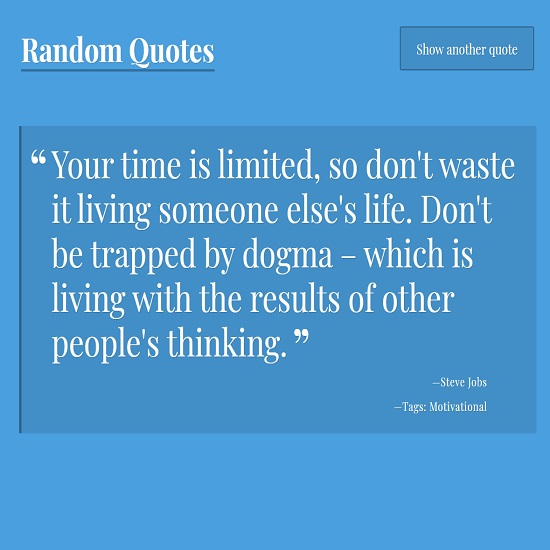 Random Quotes
Show another quote
“ Your time is limited, so don't waste
it living someone else's life. Don't
be trapped by dogma – which is
living with the results of other
people's thinking. ”
—Steve Jobs
—Tags: Motivational